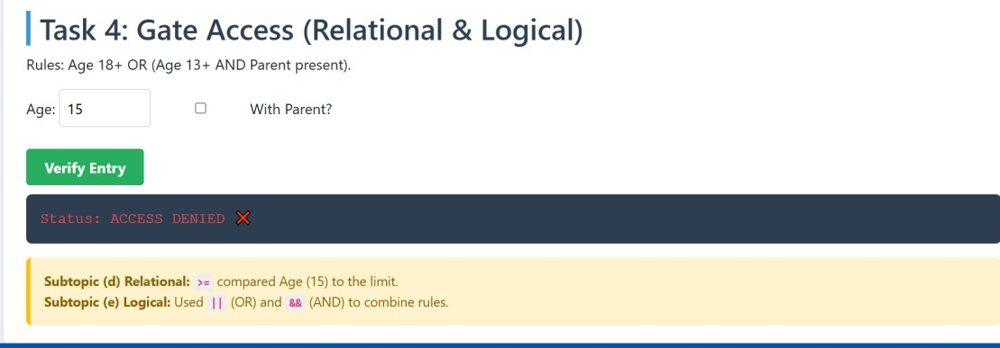 Task 4: Gate Access (Relational & Logical)
Rules: Age 18+ OR (Age 13+ AND Parent present).
Age: 15 With Parent?
Verify Entry
Status: ACCESS DENIED ❌
Subtopic (d) Relational: >= compared Age (15) to the limit.
Subtopic (e) Logical: Used || (OR) and && (AND) to combine rules.